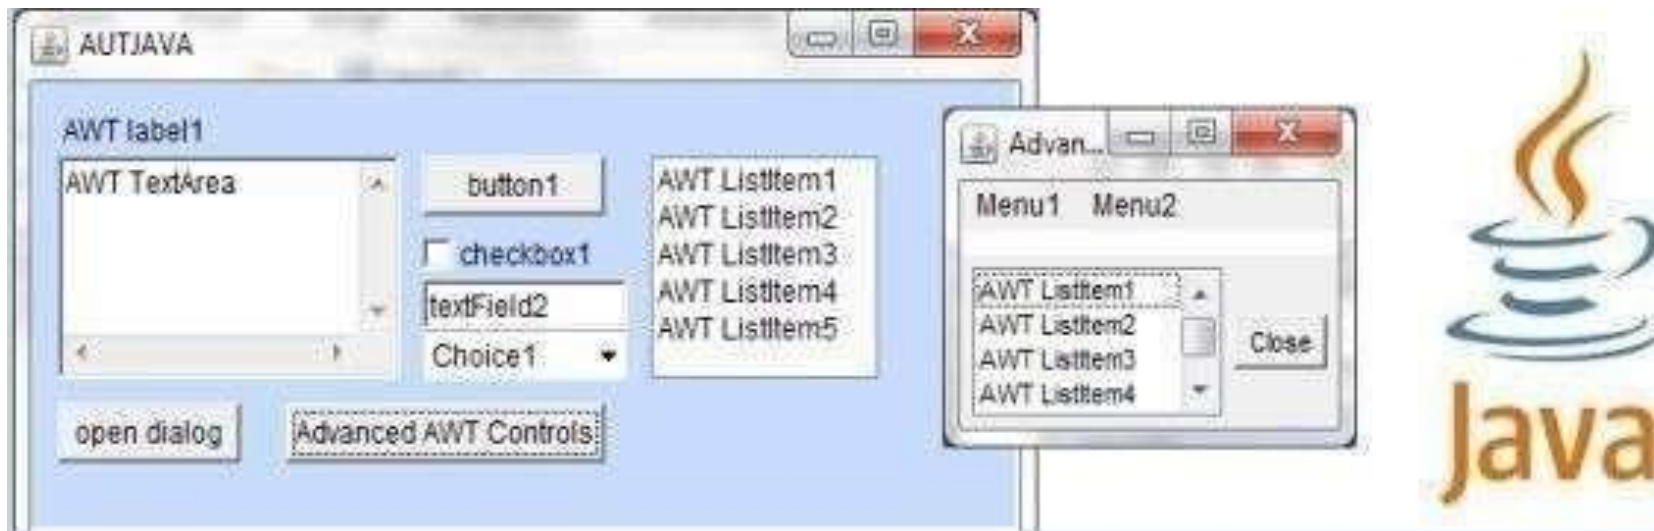 AUTJAVA
AWT label1
AWT TextArea
button1
checkbox1
textField2
Choice1
AWT ListItem1
AWT ListItem2
AWT ListItem3
AWT ListItem4
AWT ListItem5
open dialog
Advanced AWT Controls
Advan...
Menu1 Menu2
AWT ListItem1
AWT ListItem2
AWT ListItem3
AWT ListItem4
Close
Java